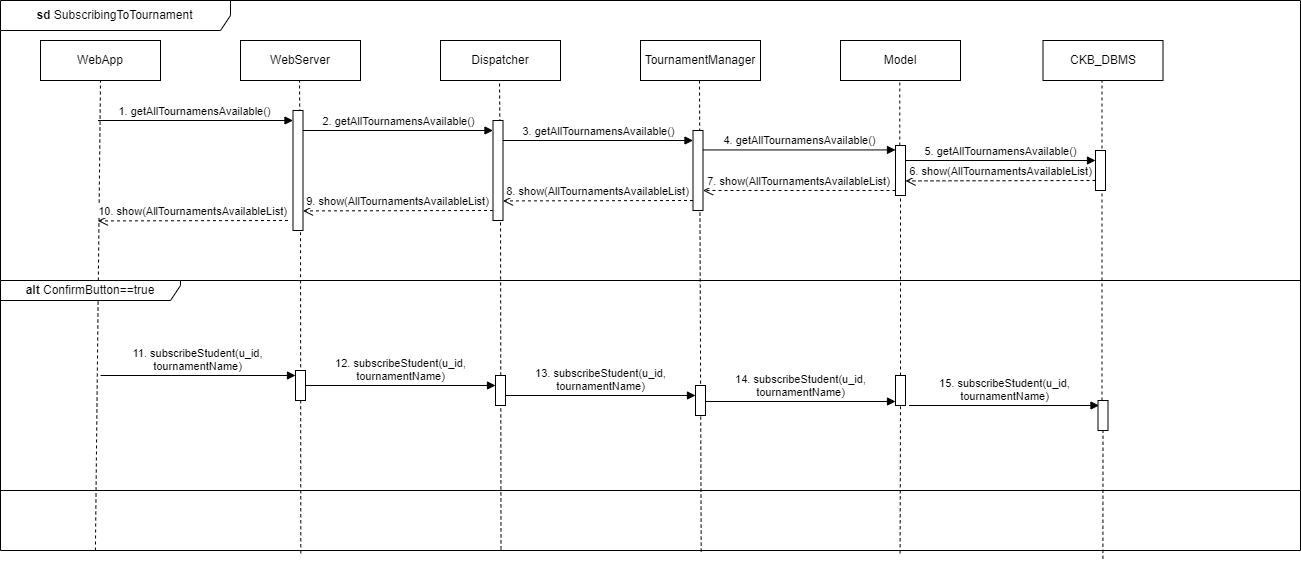 sd SubscribingToTournament
WebApp
WebServer
Dispatcher
TournamentManager
Model
CKB_DBMS
1. getAllTournamensAvailable()
2. getAllTournamensAvailable()
3. getAllTournamensAvailable()
4. getAllTournamensAvailable()
5. getAllTournamensAvailable()
6. show(AllTournamentsAvailableList)
7. show(AllTournamentsAvailableList)
8. show(AllTournamentsAvailableList)
9. show(AllTournamentsAvailableList)
10. show(AllTournamentsAvailableList)
alt ConfirmButton==true
11. subscribeStudent(u_id,
tournamentName)
12. subscribeStudent(u_id,
tournamentName)
13. subscribeStudent(u_id,
tournamentName)
14. subscribeStudent(u_id,
tournamentName)
15. subscribeStudent(u_id,
tournamentName)